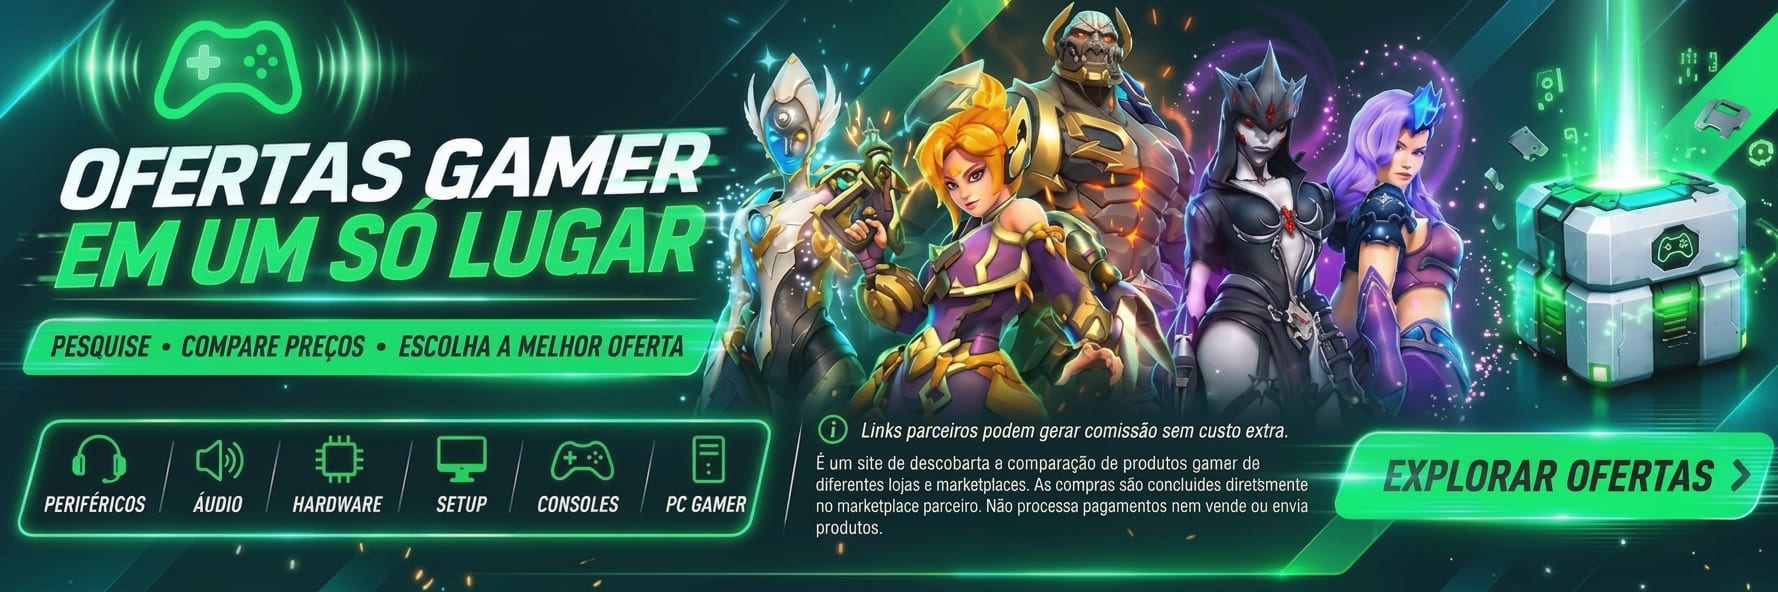 OFERTAS GAMER
EM UM SÓ LUGAR
PESQUISE • COMPARE PREÇOS • ESCOLHA A MELHOR OFERTA
PERIFÉRICOS
ÁUDIO
HARDWARE
SETUP
CONSOLES
PC GAMER
Links parceiros podem gerar comissão sem custo extra.
É um site de descobarta e comparação de produtos gamer de
diferentes lojas e marketplaces. As compras são concluides diretsmente
no marketplace parceiro. Não processa pagamentos nem vende ou envia
produtos.
EXPLORAR OFERTAS